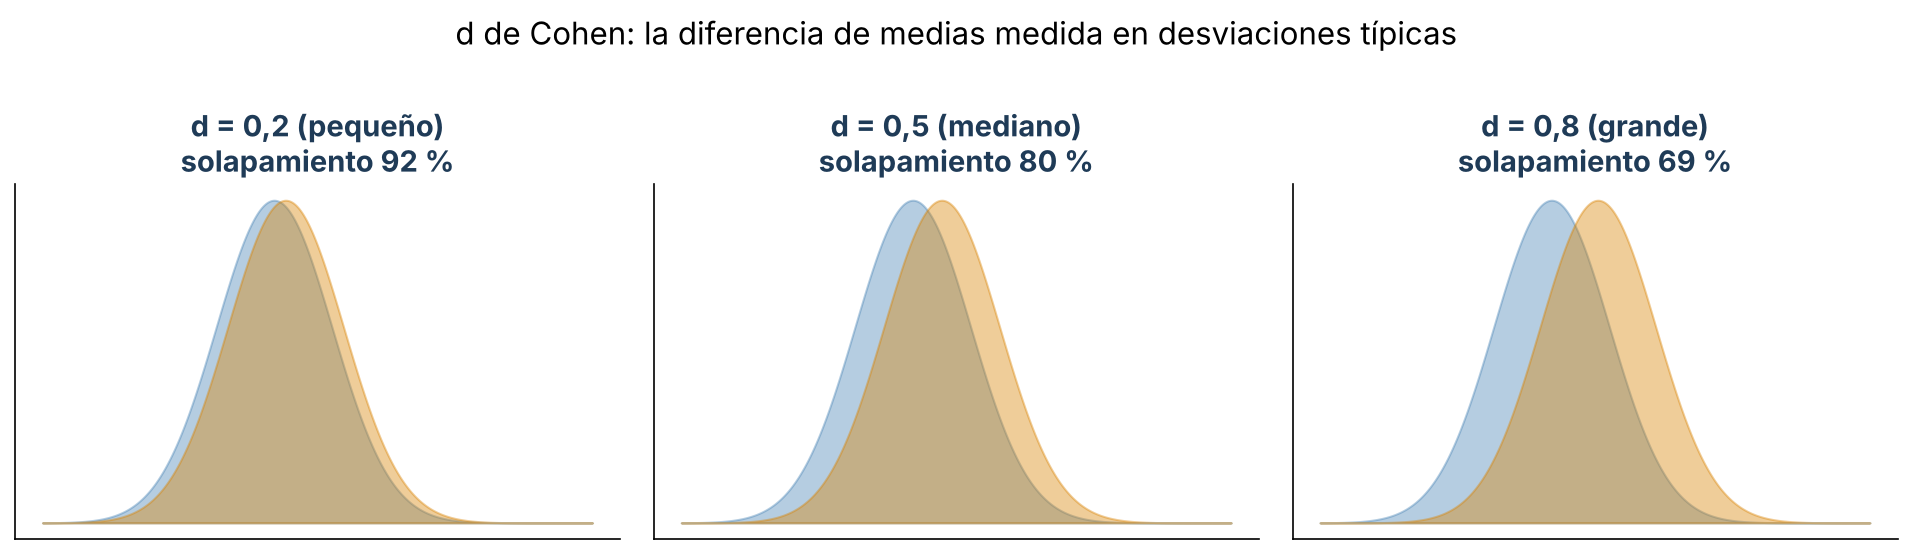 d de Cohen: la diferencia de medias medida en desviaciones típicas
d = 0,2 (pequeño)
solapamiento 92 %
d = 0,5 (mediano)
solapamiento 80 %
d = 0,8 (grande)
solapamiento 69 %